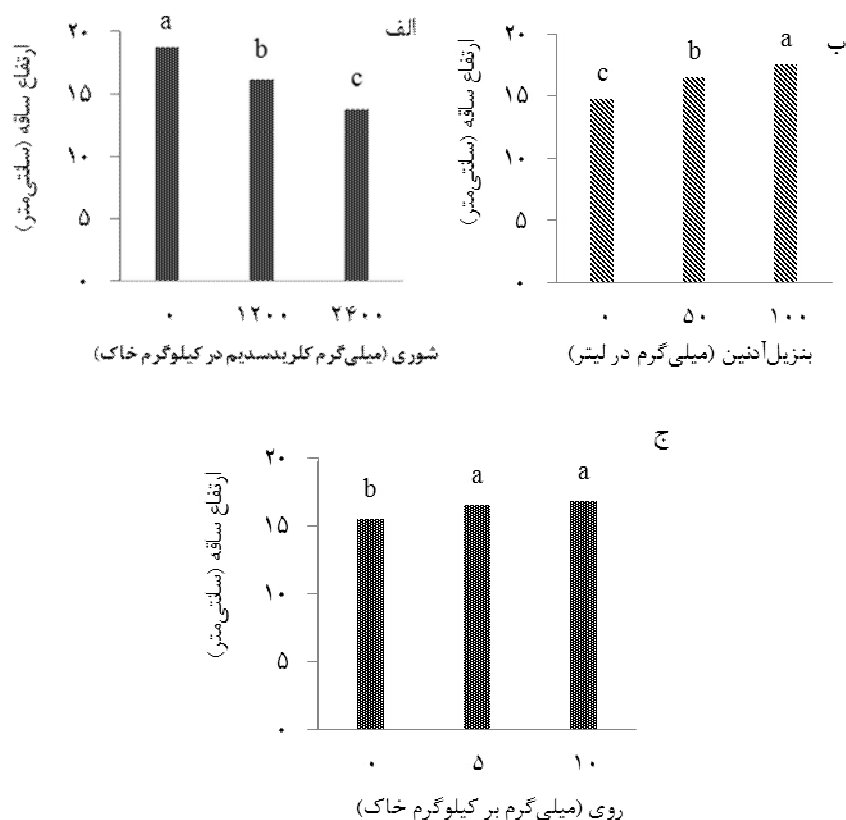 الف
ارتفاع ساقه (سانتی‌متر)
۲۰
۱۵
۱۰
۵
۰
a
b
c
۰ ۱۲۰۰ ۲۴۰۰
شوری (میلی‌گرم کلریدسدیم در کیلوگرم خاک)
ب
ارتفاع ساقه (سانتی‌متر)
۲۰
۱۵
۱۰
۵
۰
c
b
a
۰ ۵۰ ۱۰۰
بنزیل‌آدنین (میلی‌گرم در لیتر)
ج
ارتفاع ساقه (سانتی‌متر)
۲۰
۱۵
۱۰
۵
۰
b
a
a
۰ ۵ ۱۰
روی (میلی‌گرم بر کیلوگرم خاک)